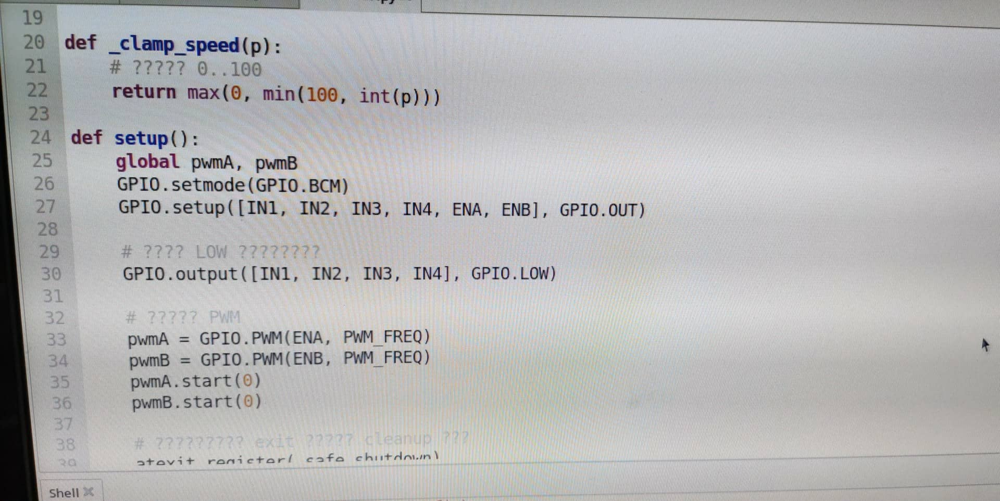 19
20 def _clamp_speed(p):
21 # ????? 0..100
22 return max(0, min(100, int(p)))
23
24 def setup():
25 global pwmA, pwmB
26 GPIO.setmode(GPIO.BCM)
27 GPIO.setup([IN1, IN2, IN3, IN4, ENA, ENB], GPIO.OUT)
28
29 # ???? LOW ????????
30 GPIO.output([IN1, IN2, IN3, IN4], GPIO.LOW)
31
32 # ????? PWM
33 pwmA = GPIO.PWM(ENA, PWM_FREQ)
34 pwmB = GPIO.PWM(ENB, PWM_FREQ)
35 pwmA.start(0)
36 pwmB.start(0)
37
38 # ????????? exit ????? cleanup ???
39 atexit.register(_safe_shutdown)
Shell